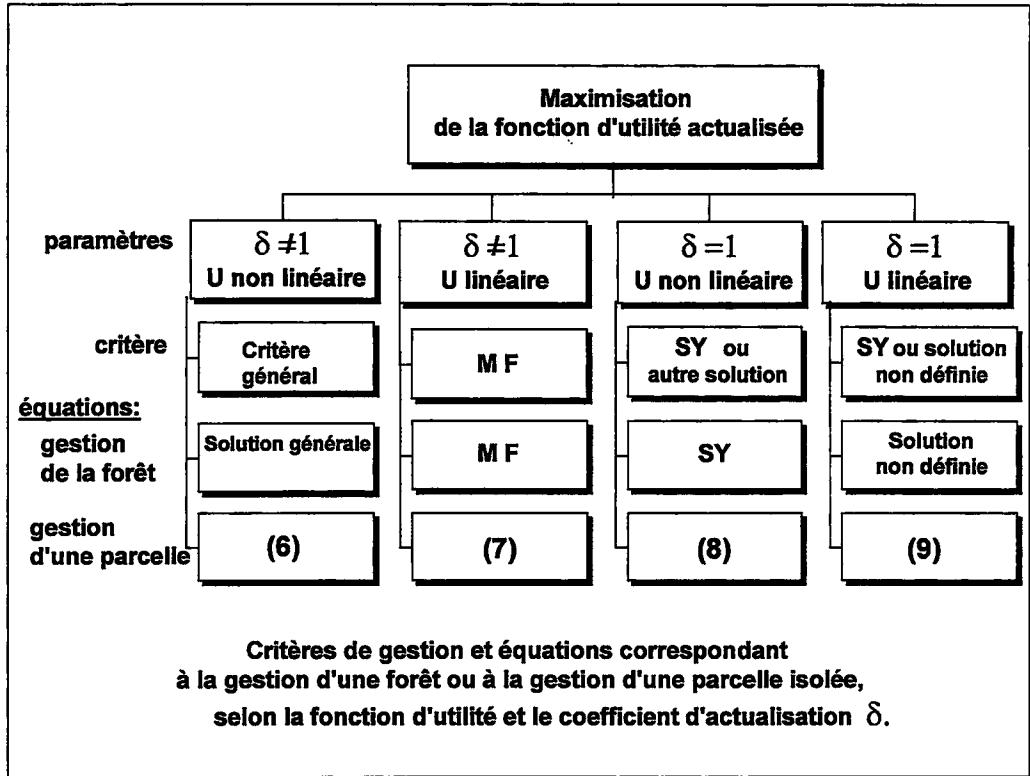 Maximisation
de la fonction d'utilité actualisée
paramètres
δ ≠ 1
U non linéaire
δ ≠ 1
U linéaire
δ = 1
U non linéaire
δ = 1
U linéaire
critère
Critère
général
M F
SY ou
autre solution
SY ou solution
non définie
équations:
gestion
de la forêt
Solution générale
M F
SY
Solution
non définie
gestion
d'une parcelle
(6)
(7)
(8)
(9)
Critères de gestion et équations correspondant
à la gestion d'une forêt ou à la gestion d'une parcelle isolée,
selon la fonction d'utilité et le coefficient d'actualisation δ.